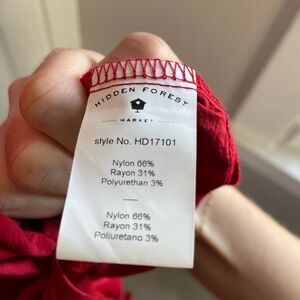 HIDDEN FOREST
MARKET
style No. HD17101
Nylon 66%
Rayon 31%
Polyurethan 3%
Nylon 66%
Rayon 31%
Poliuretano 3%